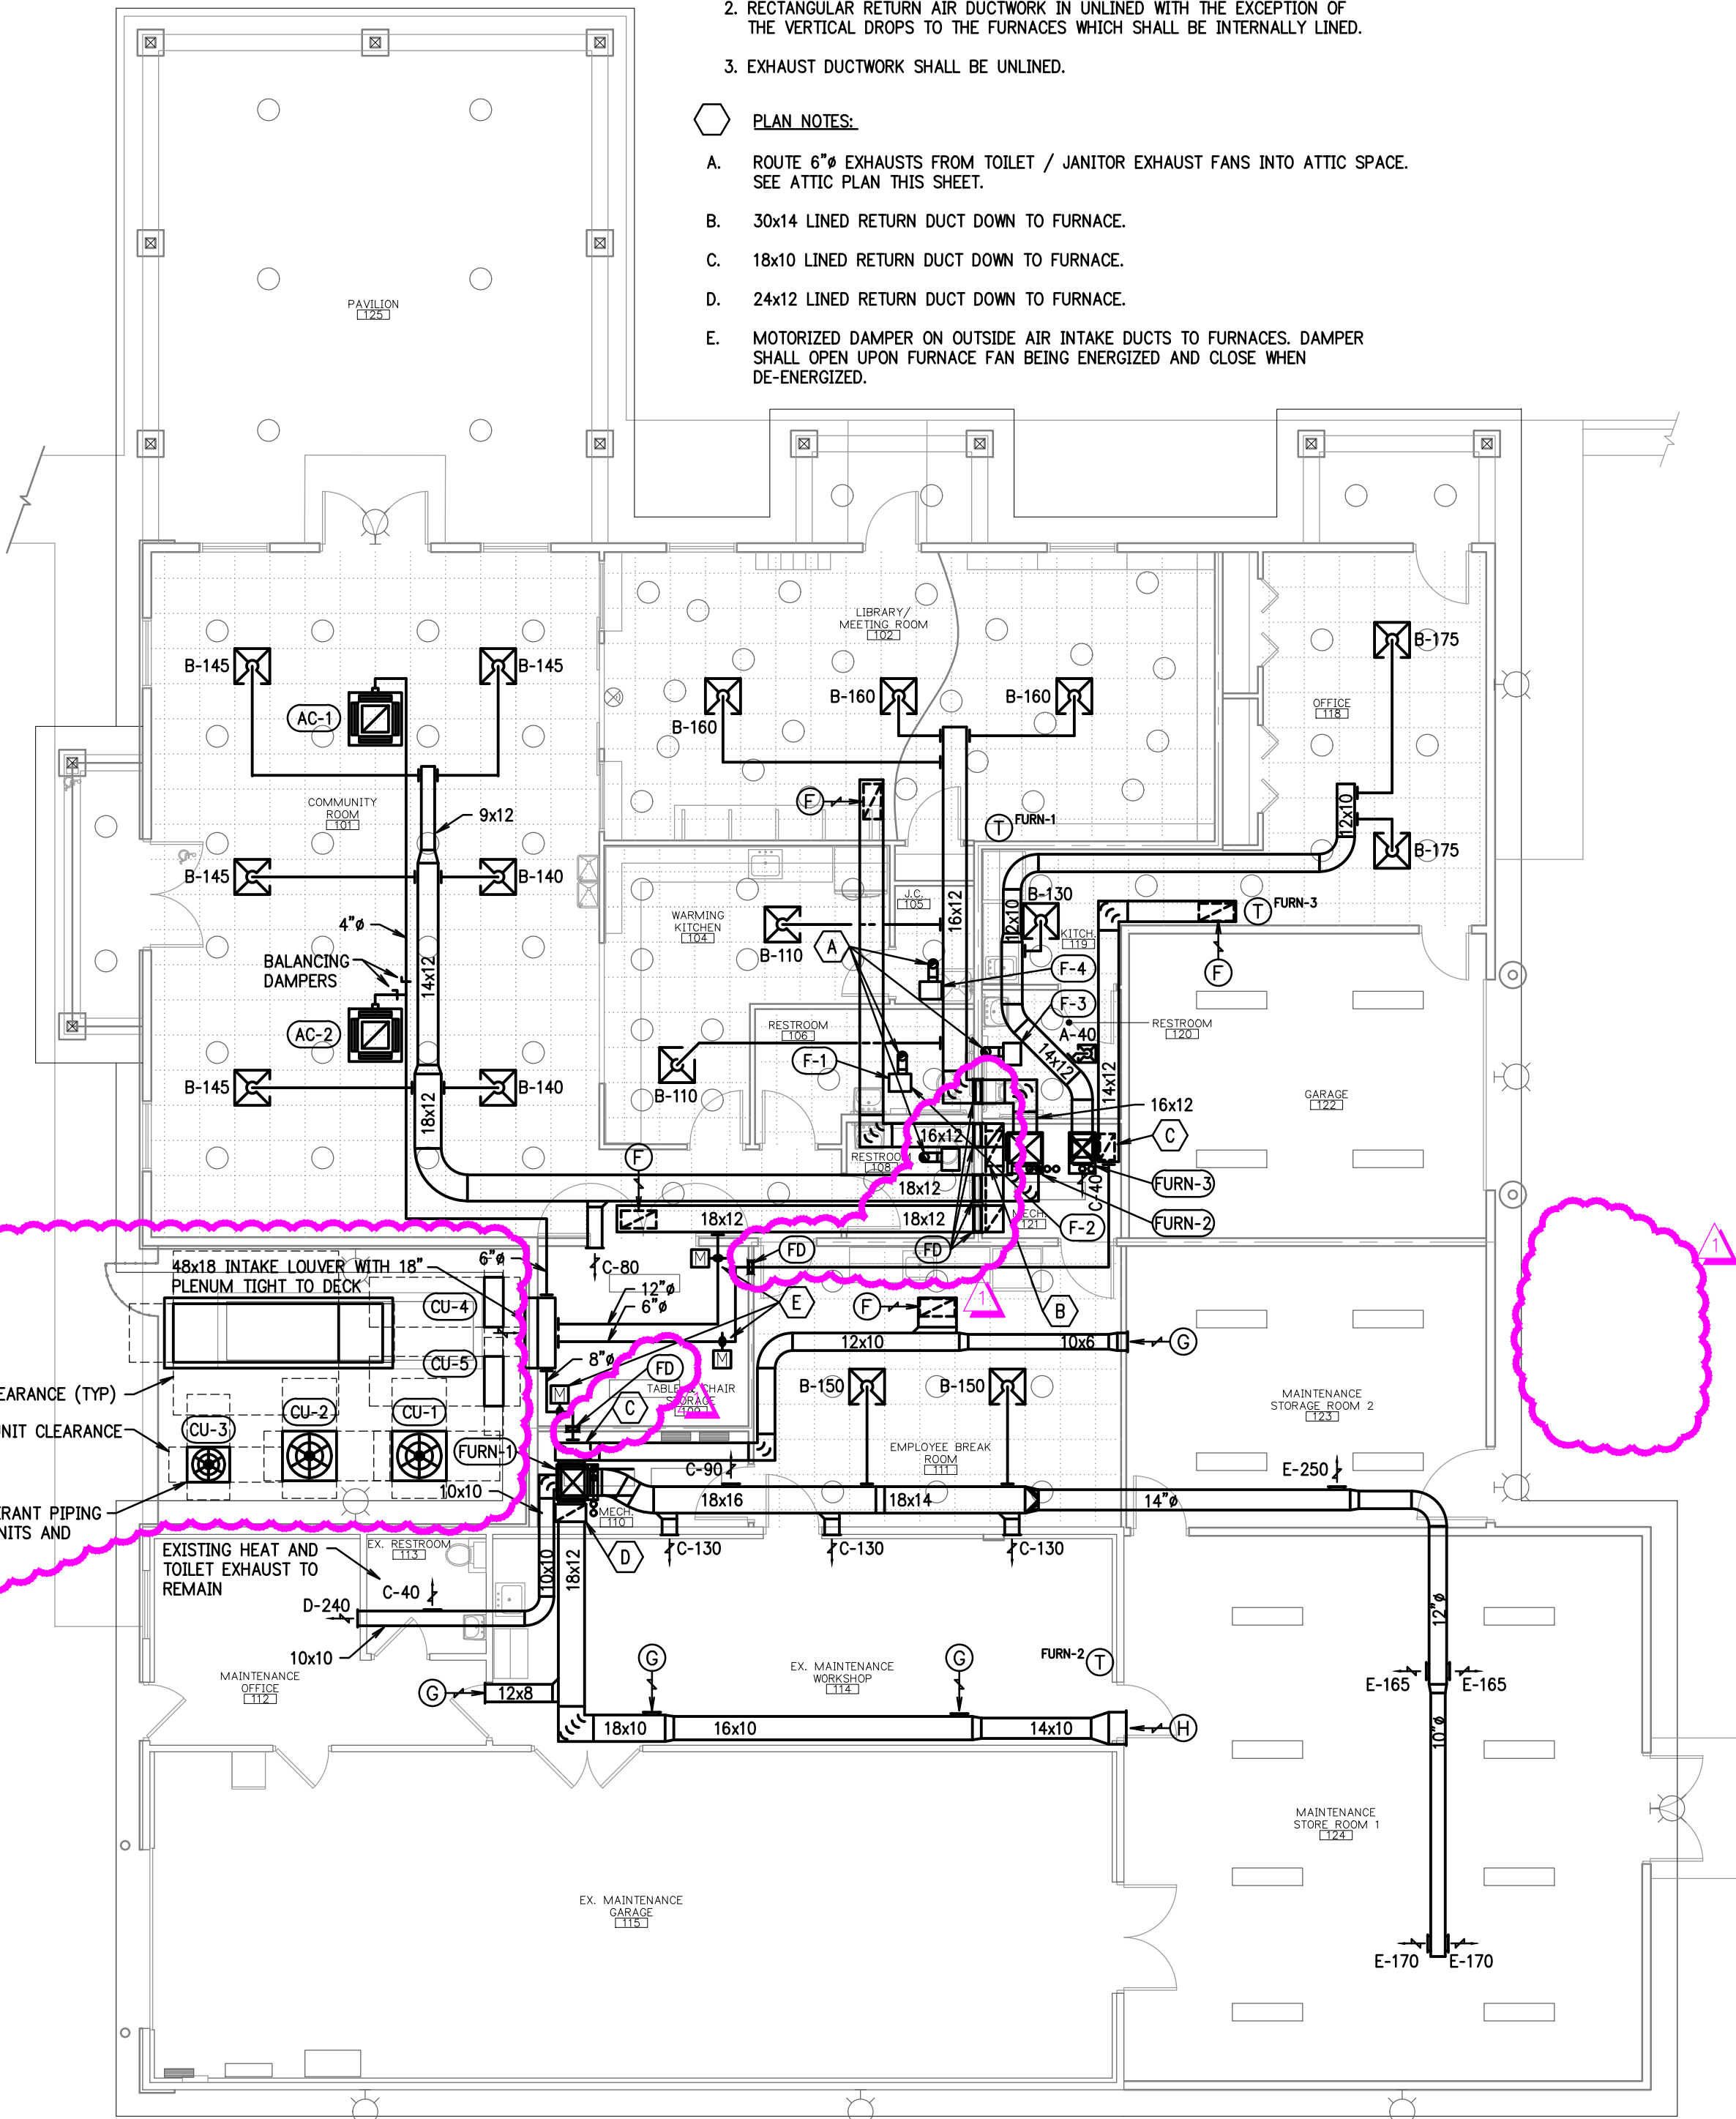 2. RECTANGULAR RETURN AIR DUCTWORK IN UNLINED WITH THE EXCEPTION OF
THE VERTICAL DROPS TO THE FURNACES WHICH SHALL BE INTERNALLY LINED.
3. EXHAUST DUCTWORK SHALL BE UNLINED.
PLAN NOTES:
A. ROUTE 6"ø EXHAUSTS FROM TOILET / JANITOR EXHAUST FANS INTO ATTIC SPACE.
SEE ATTIC PLAN THIS SHEET.
B. 30x14 LINED RETURN DUCT DOWN TO FURNACE.
C. 18x10 LINED RETURN DUCT DOWN TO FURNACE.
D. 24x12 LINED RETURN DUCT DOWN TO FURNACE.
E. MOTORIZED DAMPER ON OUTSIDE AIR INTAKE DUCTS TO FURNACES. DAMPER
SHALL OPEN UPON FURNACE FAN BEING ENERGIZED AND CLOSE WHEN
DE-ENERGIZED.
PAVILION
125
LIBRARY/
MEETING ROOM
102
B-145
B-145
B-160
B-160
B-160
B-175
AC-1
OFFICE
118
COMMUNITY
ROOM
101
9x12
F
T FURN-1
12x10
B-175
B-145
B-140
J.C.
105
16x12
12x10
B-130
T FURN-3
WARMING
KITCHEN
104
KITCH.
119
4"ø
B-110
A
F
BALANCING
DAMPERS
14x12
F-4
F-3
AC-2
RESTROOM
106
A-40
RESTROOM
120
F-1
14x12
14x12
B-145
B-140
B-110
18x12
16x12
GARAGE
122
16x12
C
F
RESTROOM
108
18x12
C-40
FURN-3
18x12
18x12
MECH.
121
F-2
FURN-2
FD
FD
1
48x18 INTAKE LOUVER WITH 18"
PLENUM TIGHT TO DECK
6"ø
C-80
M
12"ø
6"ø
E
F
1
B
CU-4
12x10
10x6
G
CU-5
8"ø
M
FD
M
TABLE & CHAIR
STORAGE
109
C
B-150
B-150
EARANCE (TYP)
MAINTENANCE
STORAGE ROOM 2
123
CU-3
CU-2
CU-1
UNIT CLEARANCE
FURN-1
EMPLOYEE BREAK
ROOM
111
C-90
E-250
10x10
18x16
18x14
14"ø
ERANT PIPING
NITS AND
MECH.
110
EX. RESTROOM
113
EXISTING HEAT AND
TOILET EXHAUST TO
REMAIN
D
C-130
C-130
C-130
10x10
18x12
C-40
D-240
10x10
12"ø
FURN-2 T
MAINTENANCE
OFFICE
112
G
12x8
G
G
EX. MAINTENANCE
WORKSHOP
114
E-165
E-165
18x10
16x10
14x10
H
10"ø
MAINTENANCE
STORE ROOM 1
124
EX. MAINTENANCE
GARAGE
115
E-170
E-170